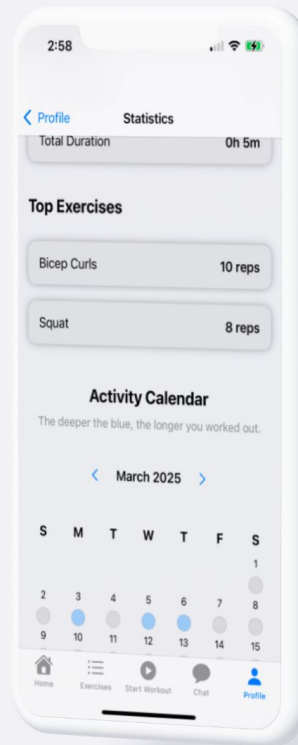 2:58
Profile Statistics
Total Duration 0h 5m
Top Exercises
Bicep Curls 10 reps
Squat 8 reps
Activity Calendar
The deeper the blue, the longer you worked out.
March 2025
S M T W T F S
1
2 3 4 5 6 7 8
9 10 11 12 13 14 15
Home Exercises Start Workout Chat Profile